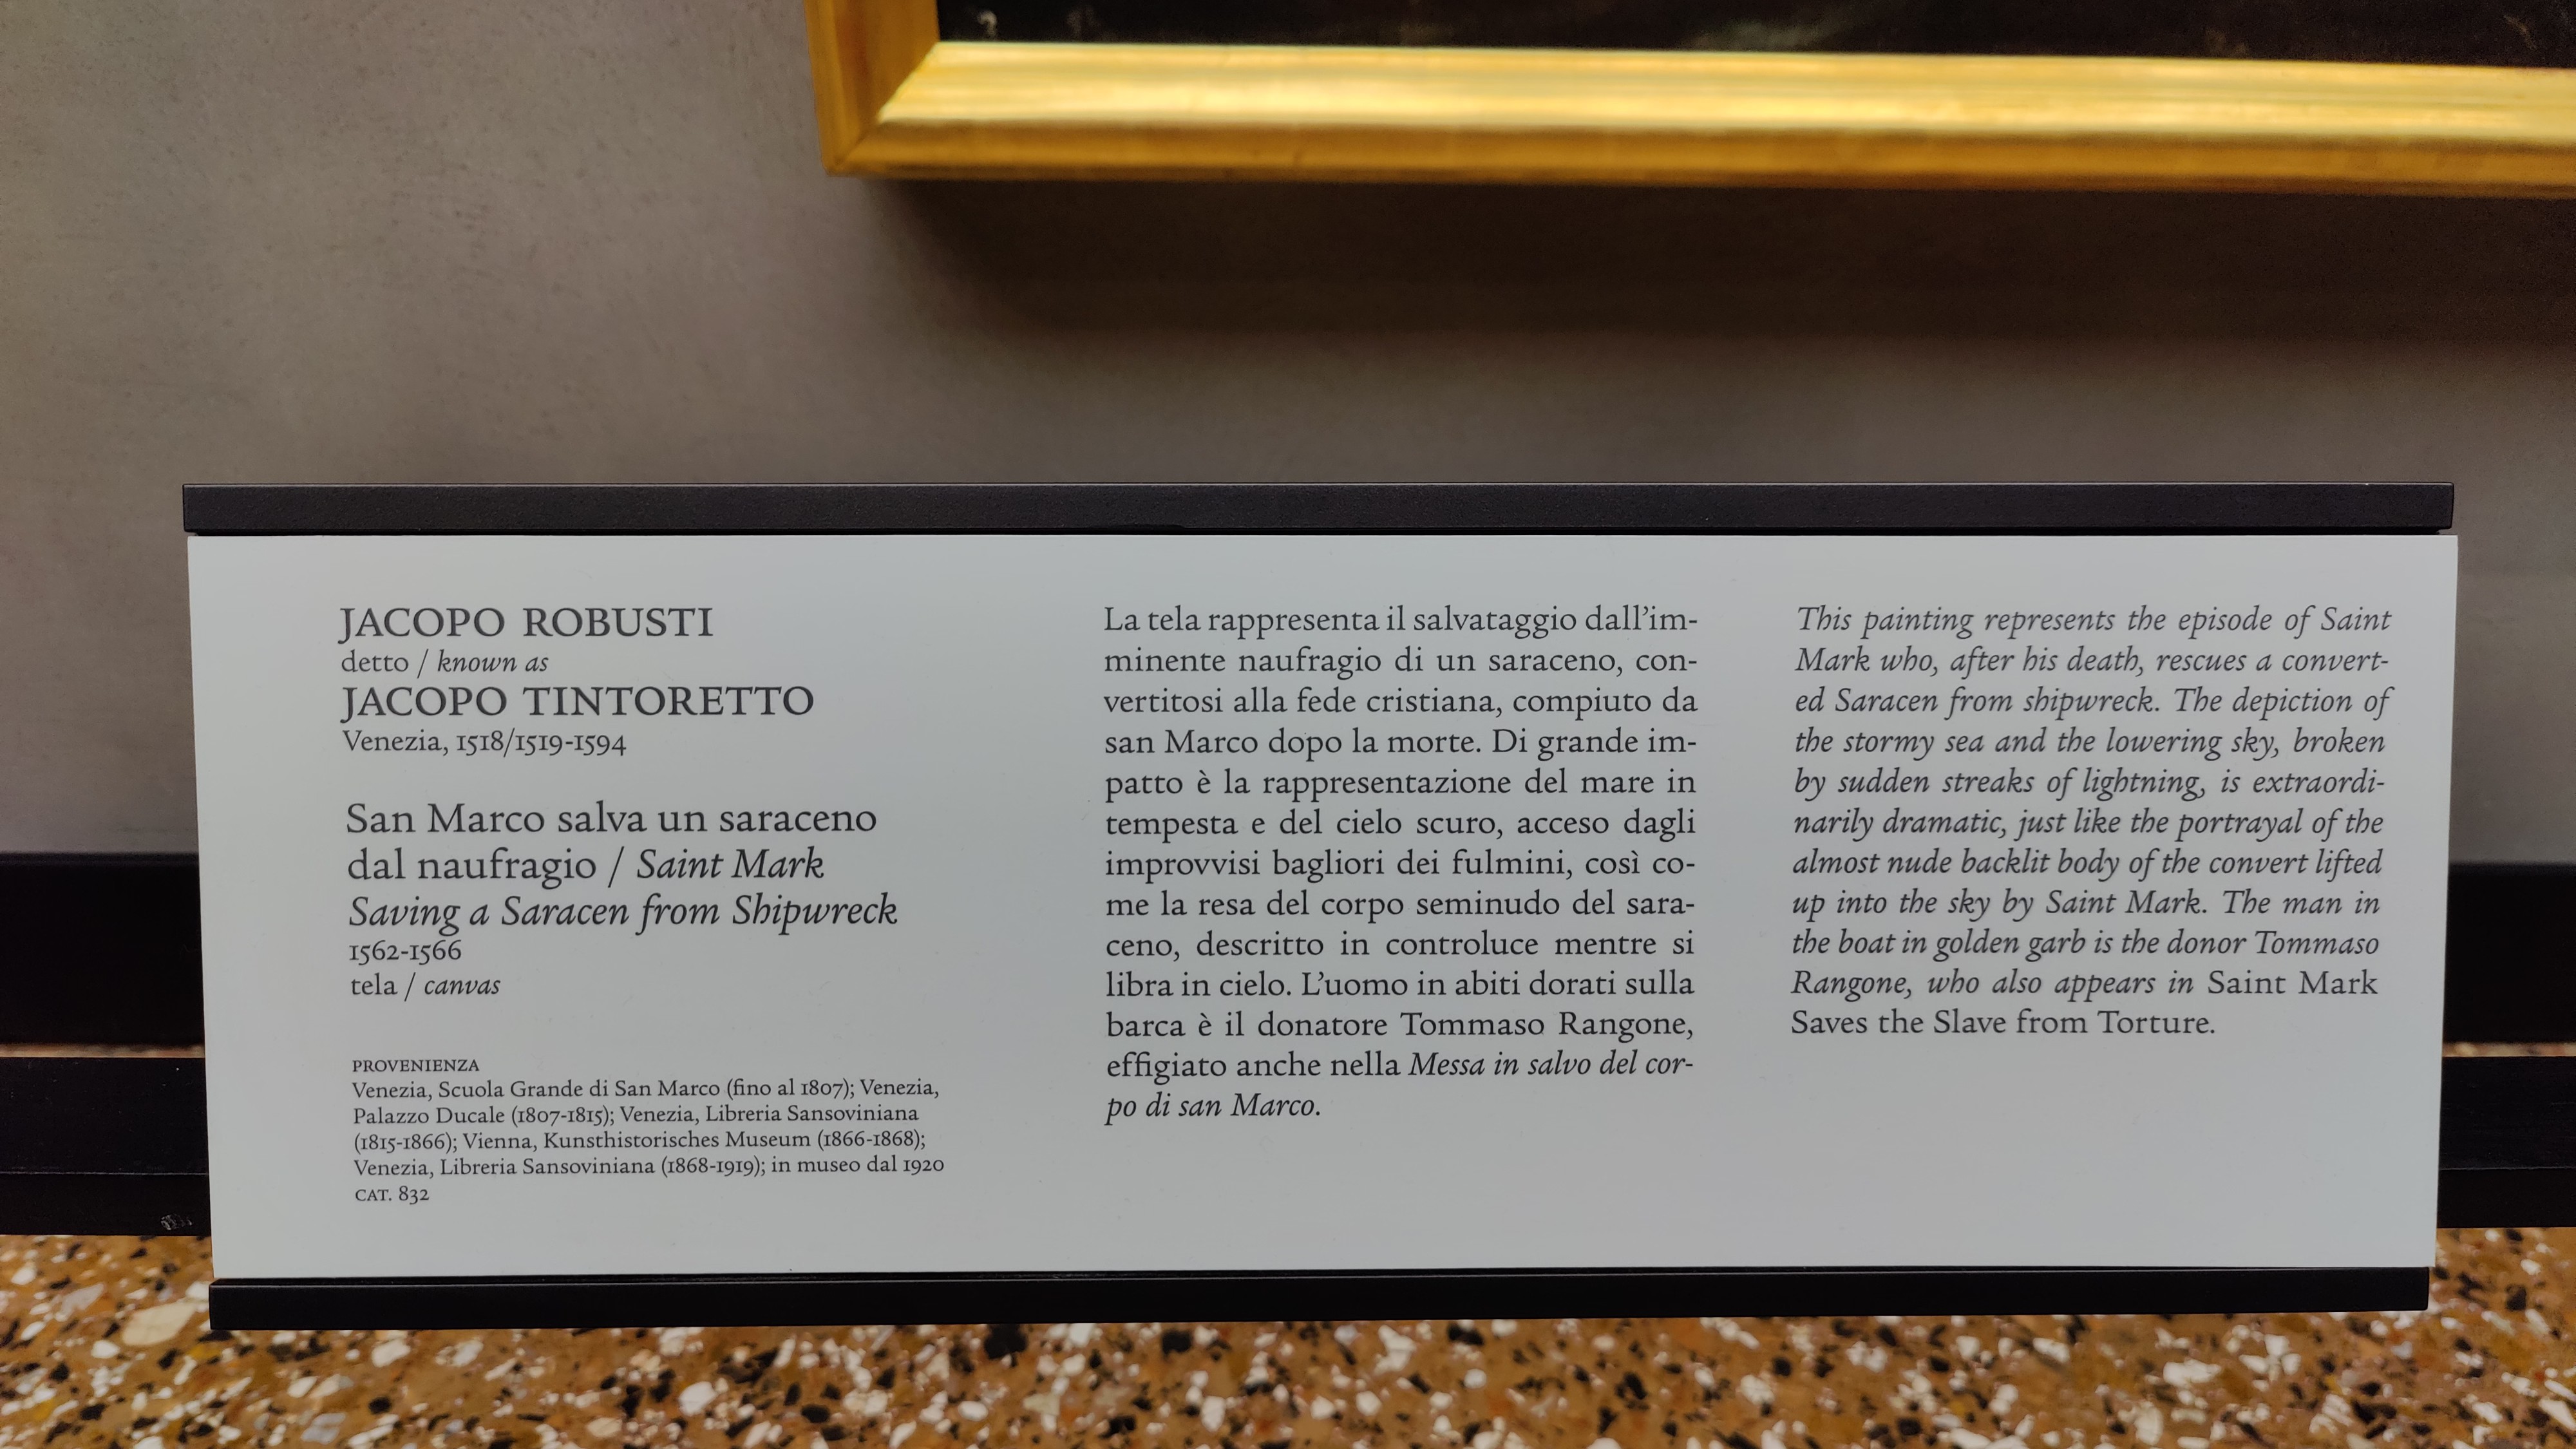 JACOPO ROBUSTI
detto / known as
JACOPO TINTORETTO
Venezia, 1518/1519-1594
San Marco salva un saraceno
dal naufragio / Saint Mark
Saving a Saracen from Shipwreck
1562-1566
tela / canvas
PROVENIENZA
Venezia, Scuola Grande di San Marco (fino al 1807); Venezia,
Palazzo Ducale (1807-1815); Venezia, Libreria Sansoviniana
(1815-1866); Vienna, Kunsthistorisches Museum (1866-1868);
Venezia, Libreria Sansoviniana (1868-1919); in museo dal 1920
CAT. 832
La tela rappresenta il salvataggio dall’im-
minente naufragio di un saraceno, con-
vertitosi alla fede cristiana, compiuto da
san Marco dopo la morte. Di grande im-
patto è la rappresentazione del mare in
tempesta e del cielo scuro, acceso dagli
improvvisi bagliori dei fulmini, così co-
me la resa del corpo seminudo del sara-
ceno, descritto in controluce mentre si
libra in cielo. L’uomo in abiti dorati sulla
barca è il donatore Tommaso Rangone,
effigiato anche nella Messa in salvo del cor-
po di san Marco.
This painting represents the episode of Saint
Mark who, after his death, rescues a convert-
ed Saracen from shipwreck. The depiction of
the stormy sea and the lowering sky, broken
by sudden streaks of lightning, is extraordi-
narily dramatic, just like the portrayal of the
almost nude backlit body of the convert lifted
up into the sky by Saint Mark. The man in
the boat in golden garb is the donor Tommaso
Rangone, who also appears in Saint Mark
Saves the Slave from Torture.